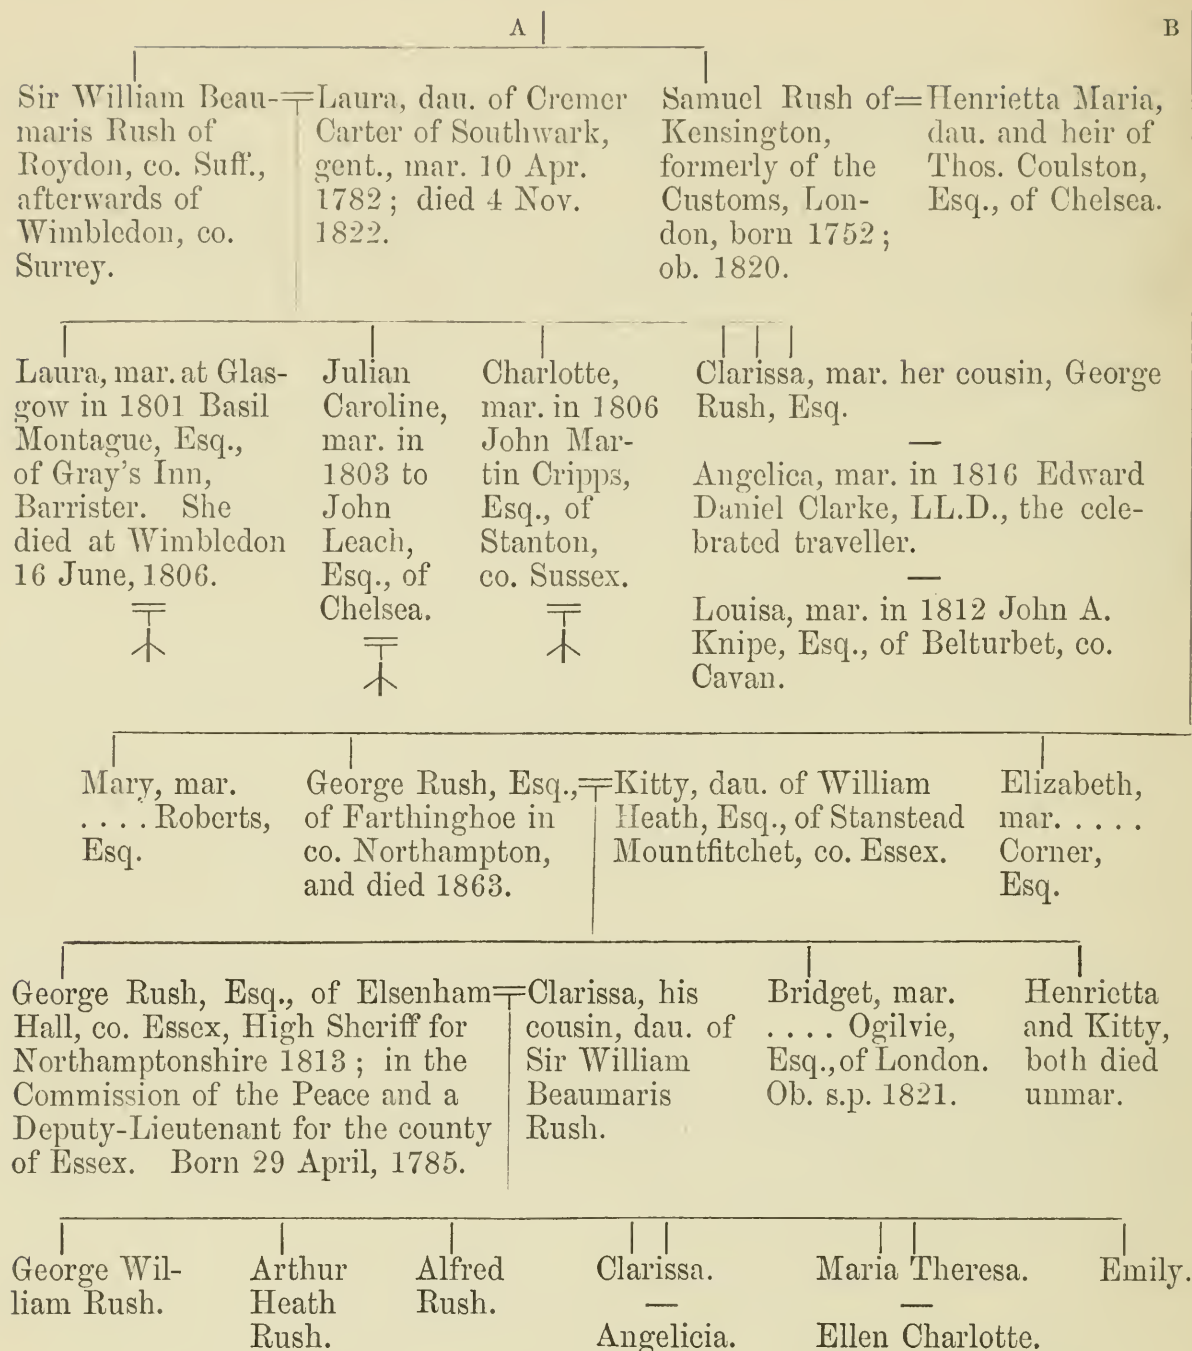 A
B
Sir William Beau-
maris Rush of
Roydon, co. Suff.,
afterwards of
Wimbledon, co.
Surrey.
Laura, dau. of Cremer
Carter of Southwark,
gent., mar. 10 Apr.
1782; died 4 Nov.
1822.
Samuel Rush of
Kensington,
formerly of the
Customs, Lon-
don, born 1752;
ob. 1820.
Henrietta Maria,
dau. and heir of
Thos. Coulston,
Esq., of Chelsea.
Laura, mar. at Glas-
gow in 1801 Basil
Montague, Esq.,
of Gray's Inn,
Barrister. She
died at Wimbledon
16 June, 1806.
Julian
Caroline,
mar. in
1803 to
John
Leach,
Esq., of
Chelsea.
Charlotte,
mar. in 1806
John Mar-
tin Cripps,
Esq., of
Stanton,
co. Sussex.
Clarissa, mar. her cousin, George
Rush, Esq.
Angelica, mar. in 1816 Edward
Daniel Clarke, LL.D., the cele-
brated traveller.
Louisa, mar. in 1812 John A.
Knipe, Esq., of Belturbet, co.
Cavan.
Mary, mar.
. . . . Roberts,
Esq.
George Rush, Esq.,
of Farthinghoe in
co. Northampton,
and died 1863.
Kitty, dau. of William
Heath, Esq., of Stanstead
Mountfitchet, co. Essex.
Elizabeth,
mar. . . . .
Corner,
Esq.
George Rush, Esq., of Elsenham
Hall, co. Essex, High Sheriff for
Northamptonshire 1813; in the
Commission of the Peace and a
Deputy-Lieutenant for the county
of Essex. Born 29 April, 1785.
Clarissa, his
cousin, dau. of
Sir William
Beaumaris
Rush.
Bridget, mar.
. . . . Ogilvie,
Esq., of London.
Ob. s.p. 1821.
Henrietta
and Kitty,
both died
unmar.
George Wil-
liam Rush.
Arthur
Heath
Rush.
Alfred
Rush.
Clarissa.
Angelicia.
Maria Theresa.
Ellen Charlotte.
Emily.